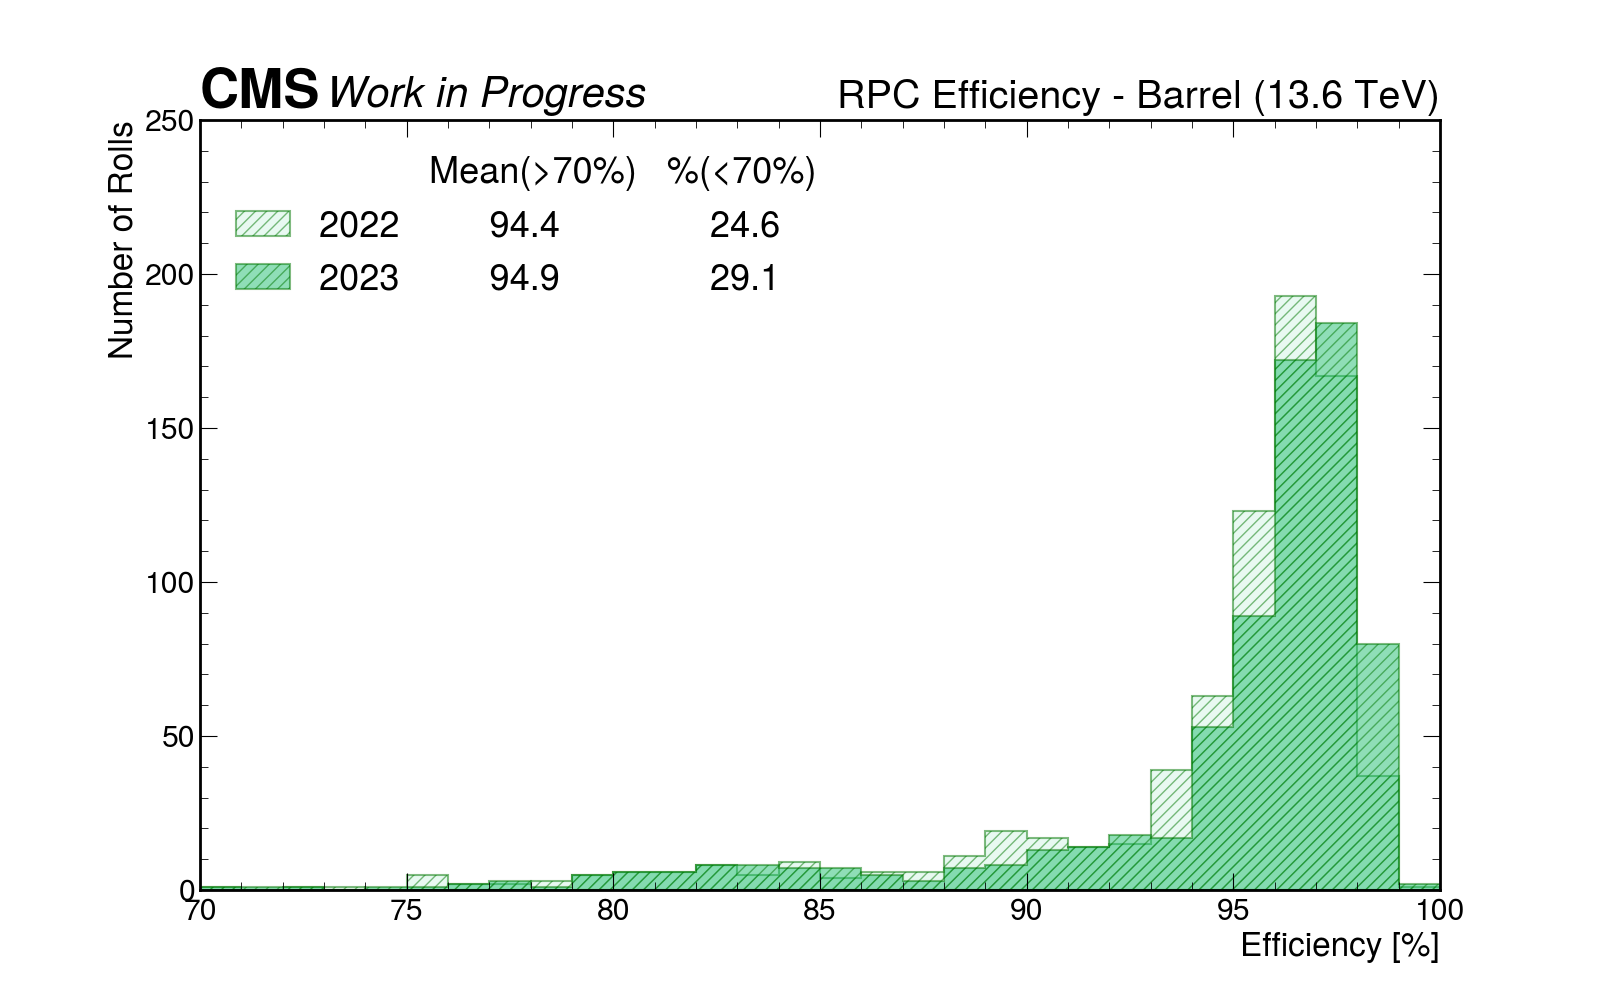 CMS Work in Progress
RPC Efficiency - Barrel (13.6 TeV)
Number of Rolls
250
200
150
100
50
0
Mean(>70%) %(<70%)
2022 94.4 24.6
2023 94.9 29.1
70 75 80 85 90 95 100
Efficiency [%]